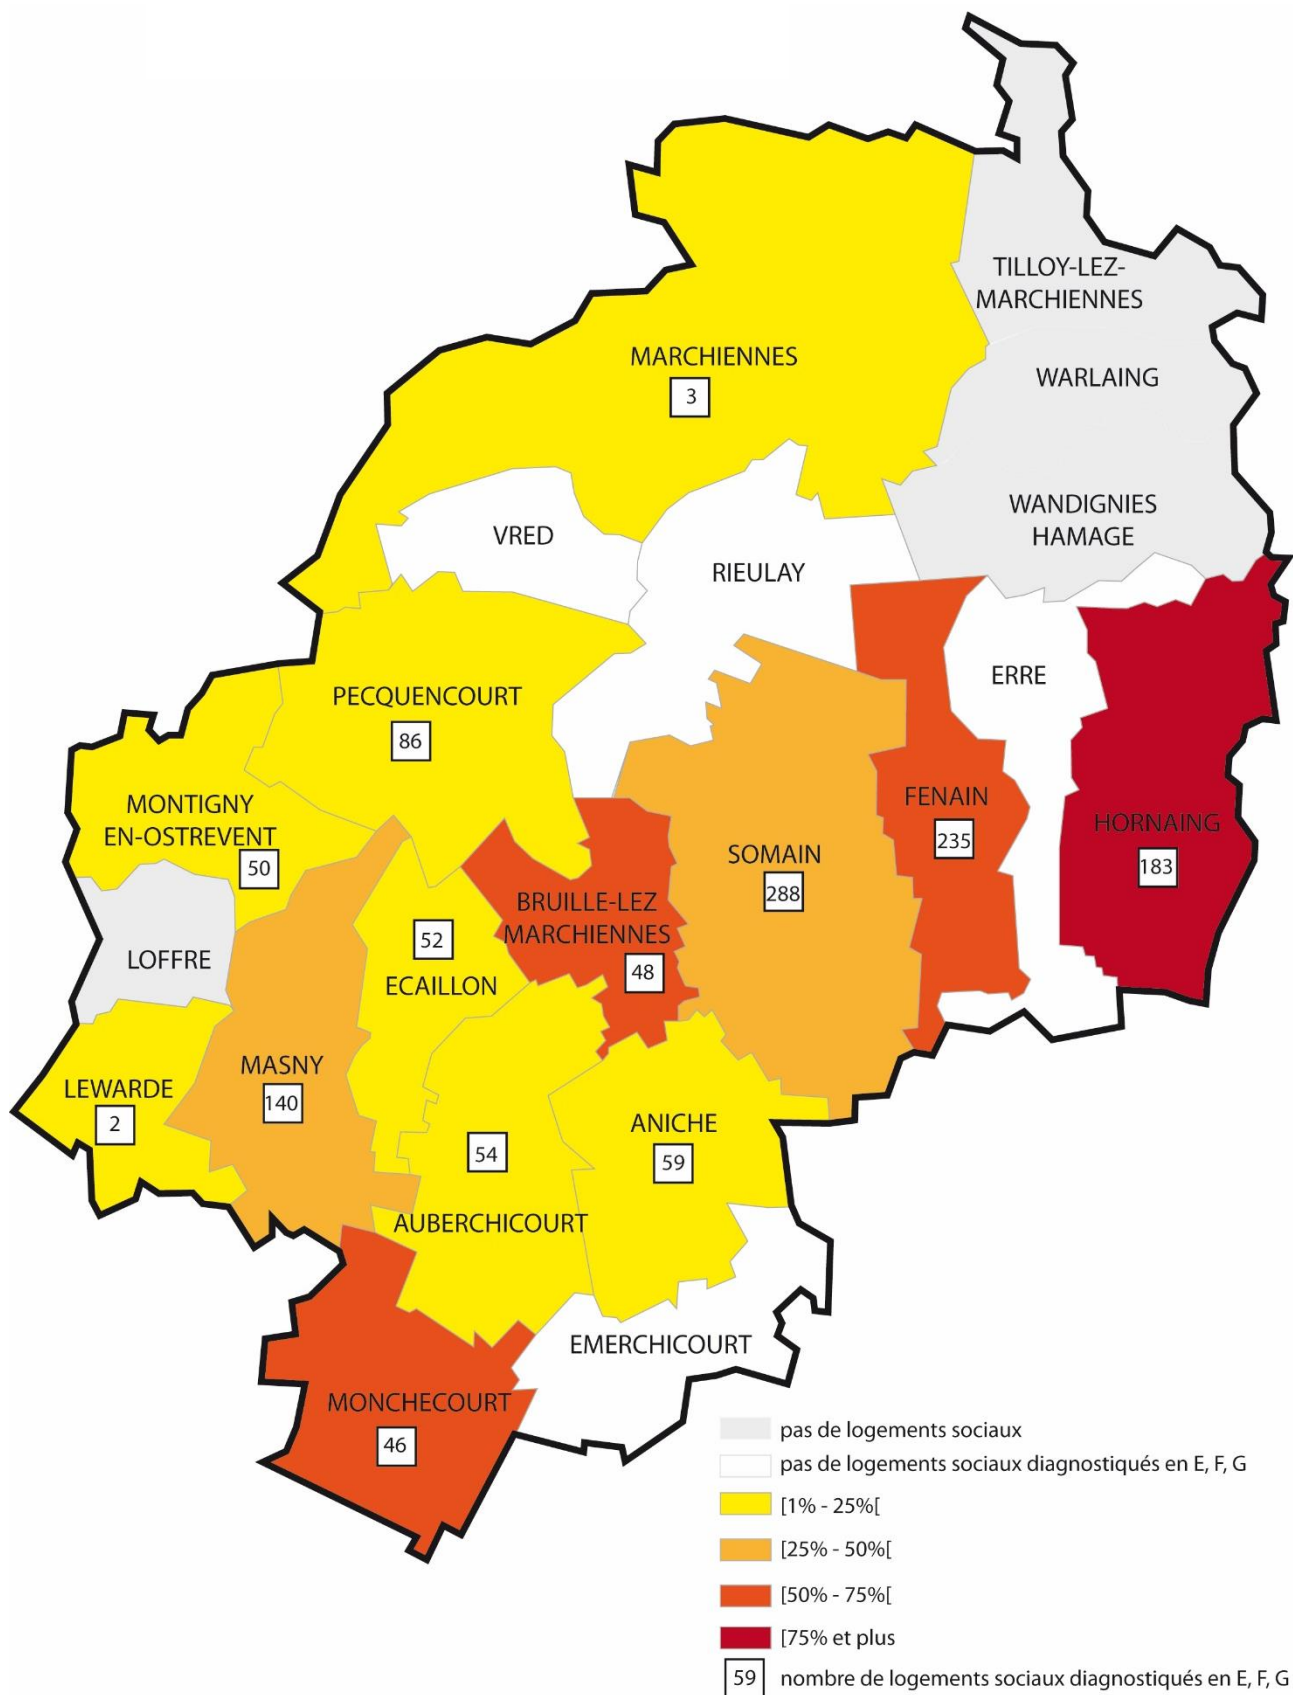 TILLOY-LEZ-
MARCHIENNES
MARCHIENNES
3
WARLAING
WANDIGNIES
HAMAGE
VRED
RIEULAY
ERRE
PECQUENCOURT
86
MONTIGNY
EN-OSTREVENT
50
FENAIN
235
HORNAING
183
SOMAIN
288
BRUILLE-LEZ
MARCHIENNES
48
52
ECAILLON
LOFFRE
MASNY
140
LEWARDE
2
ANICHE
59
54
AUBERCHICOURT
EMERCHICOURT
MONCHECOURT
46
pas de logements sociaux
pas de logements sociaux diagnostiqués en E, F, G
[1% - 25%[
[25% - 50%[
[50% - 75%[
[75% et plus
59 nombre de logements sociaux diagnostiqués en E, F, G